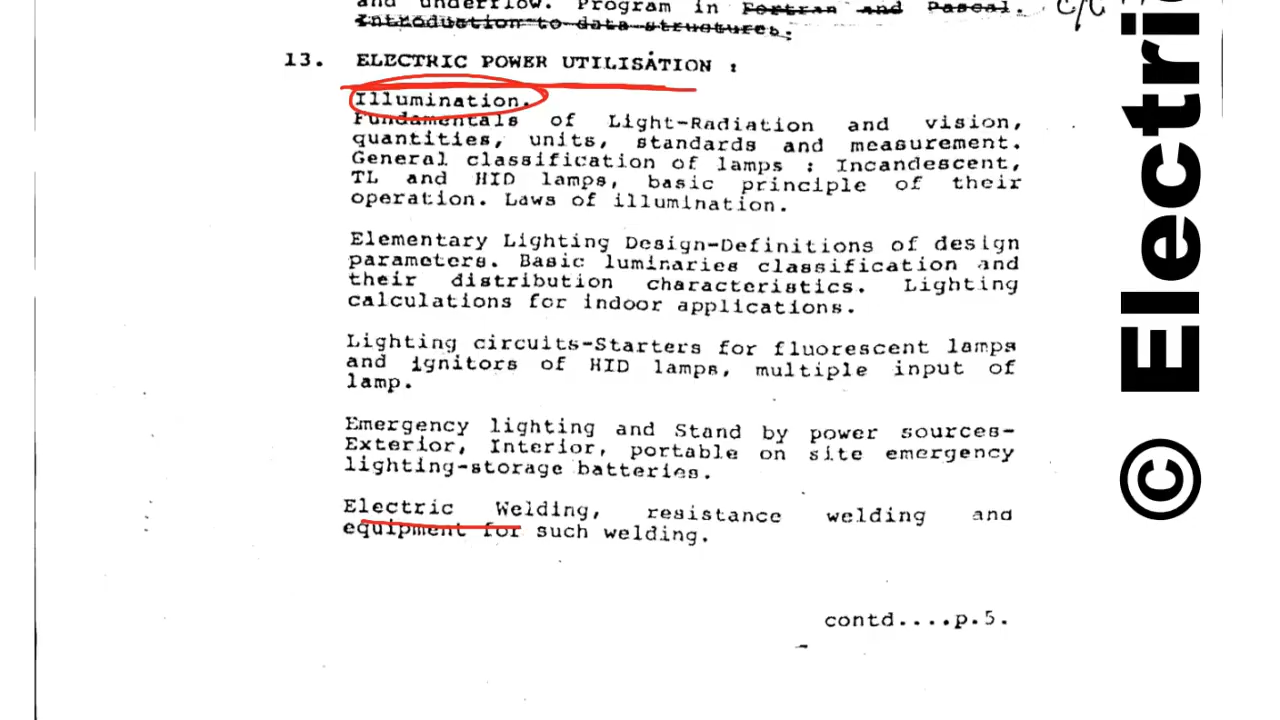 and underflow. Program in Fortran and Pascal. C/C
Introduction to data structures.
13. ELECTRIC POWER UTILISATION :
Illumination.
Fundamentals of Light-Radiation and vision,
quantities, units, standards and measurement.
General classification of lamps : Incandescent,
TL and HID lamps, basic principle of their
operation. Laws of illumination.
Elementary Lighting Design-Definitions of design
parameters. Basic luminaries classification and
their distribution characteristics. Lighting
calculations for indoor applications.
Lighting circuits-Starters for fluorescent lamps
and ignitors of HID lamps, multiple input of
lamp.
Emergency lighting and Stand by power sources-
Exterior, Interior, portable on site emergency
lighting-storage batteries.
Electric Welding, resistance welding and
equipment for such welding.
contd....p.5.
© Electri